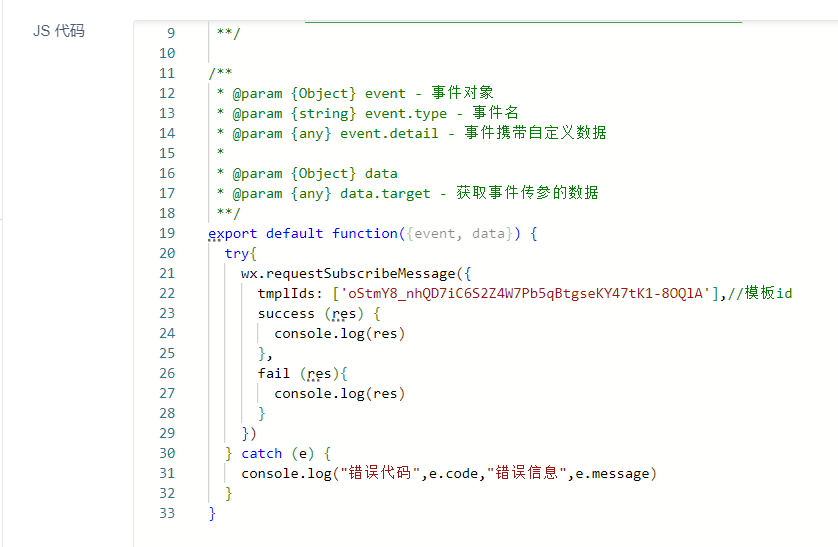 JS 代码
9 **/
10
11 /**
12 * @param {Object} event - 事件对象
13 * @param {string} event.type - 事件名
14 * @param {any} event.detail - 事件携带自定义数据
15 *
16 * @param {Object} data
17 * @param {any} data.target - 获取事件传参的数据
18 **/
19 export default function({event, data}) {
20 try{
21 wx.requestSubscribeMessage({
22 tmplIds: ['oStmY8_nhQD7iC6S2Z4W7Pb5qBtgseKY47tK1-8OQlA'],//模板id
23 success (res) {
24 console.log(res)
25 },
26 fail (res){
27 console.log(res)
28 }
29 })
30 } catch (e) {
31 console.log("错误代码",e.code,"错误信息",e.message)
32 }
33 }